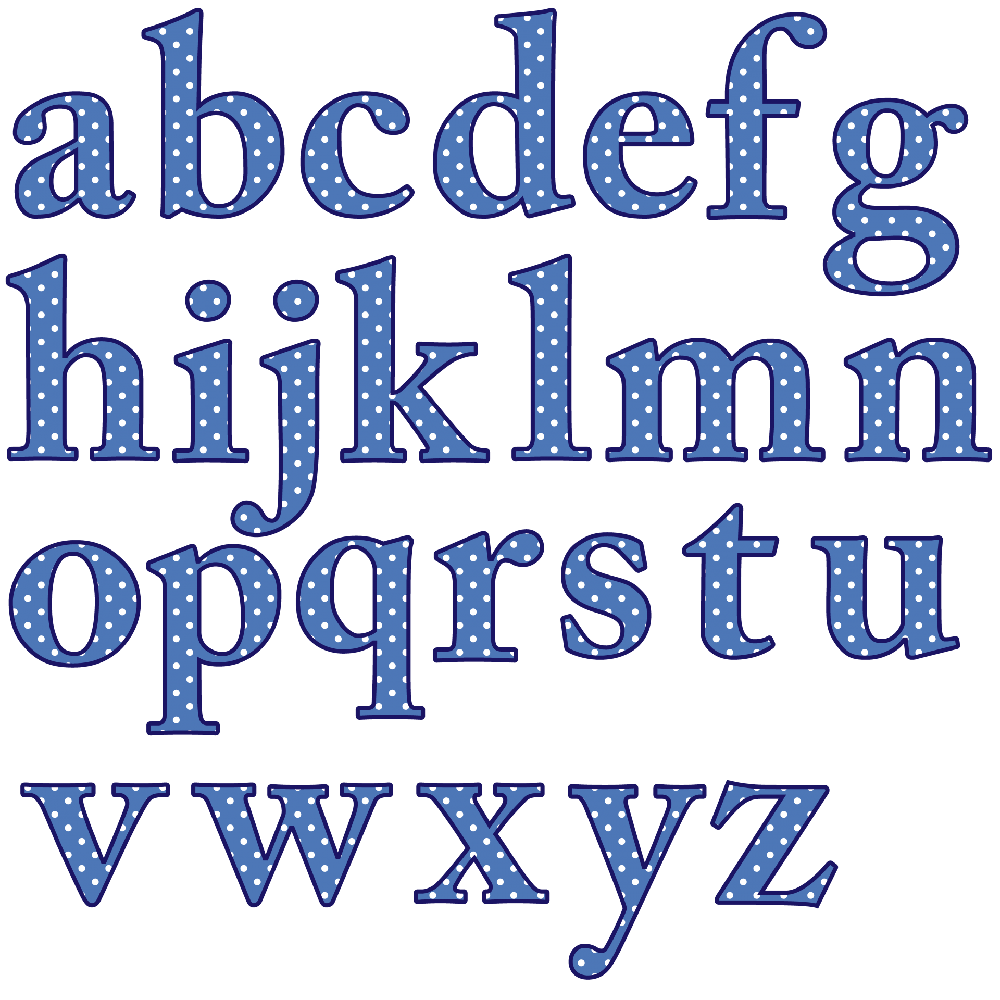 abcdefg
hijklmn
opqrstu
vwxyz